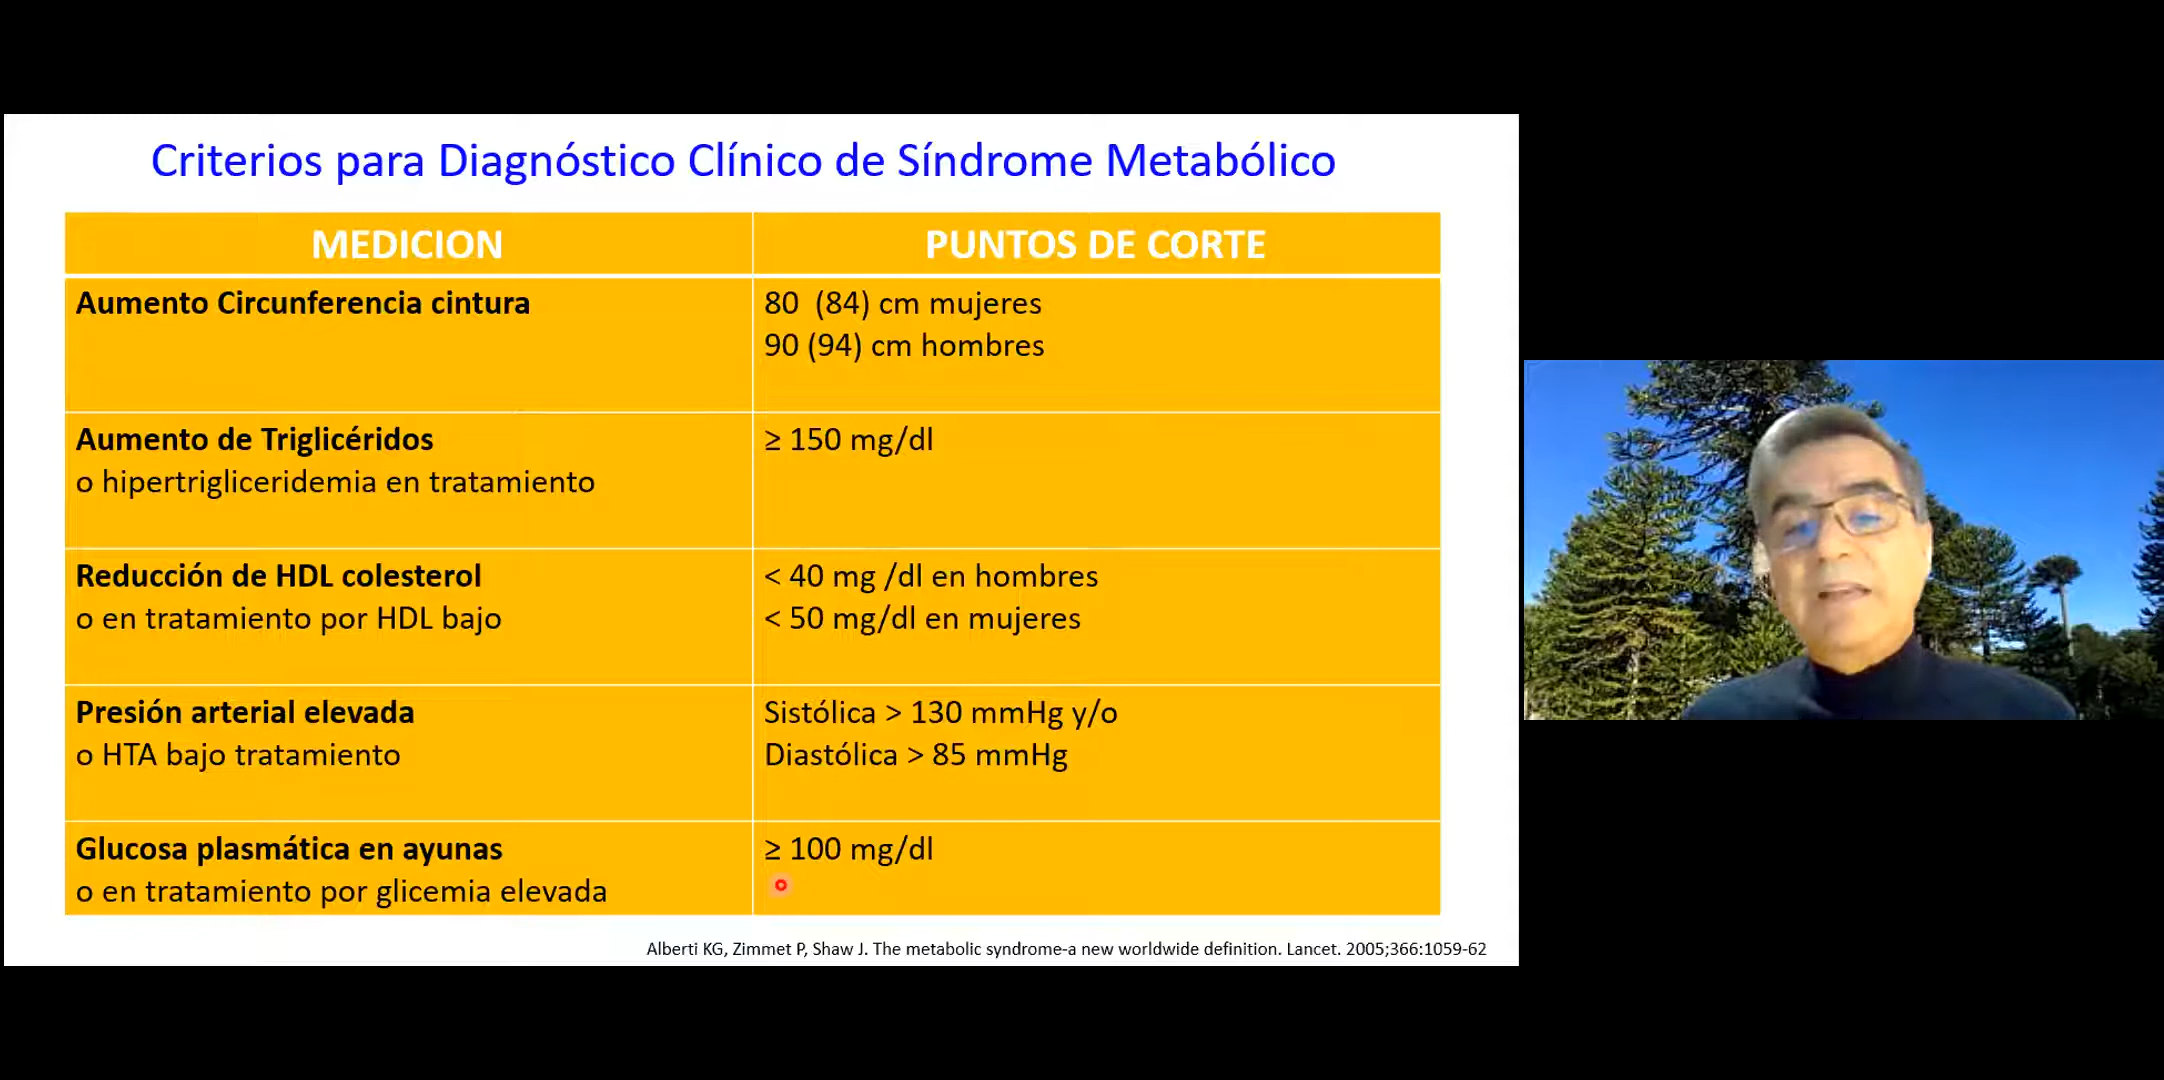 Criterios para Diagnóstico Clínico de Síndrome Metabólico
MEDICION
PUNTOS DE CORTE
Aumento Circunferencia cintura
80 (84) cm mujeres
90 (94) cm hombres
Aumento de Triglicéridos
o hipertrigliceridemia en tratamiento
≥ 150 mg/dl
Reducción de HDL colesterol
o en tratamiento por HDL bajo
< 40 mg /dl en hombres
< 50 mg/dl en mujeres
Presión arterial elevada
o HTA bajo tratamiento
Sistólica > 130 mmHg y/o
Diastólica > 85 mmHg
Glucosa plasmática en ayunas
o en tratamiento por glicemia elevada
≥ 100 mg/dl
Alberti KG, Zimmet P, Shaw J. The metabolic syndrome-a new worldwide definition. Lancet. 2005;366:1059-62